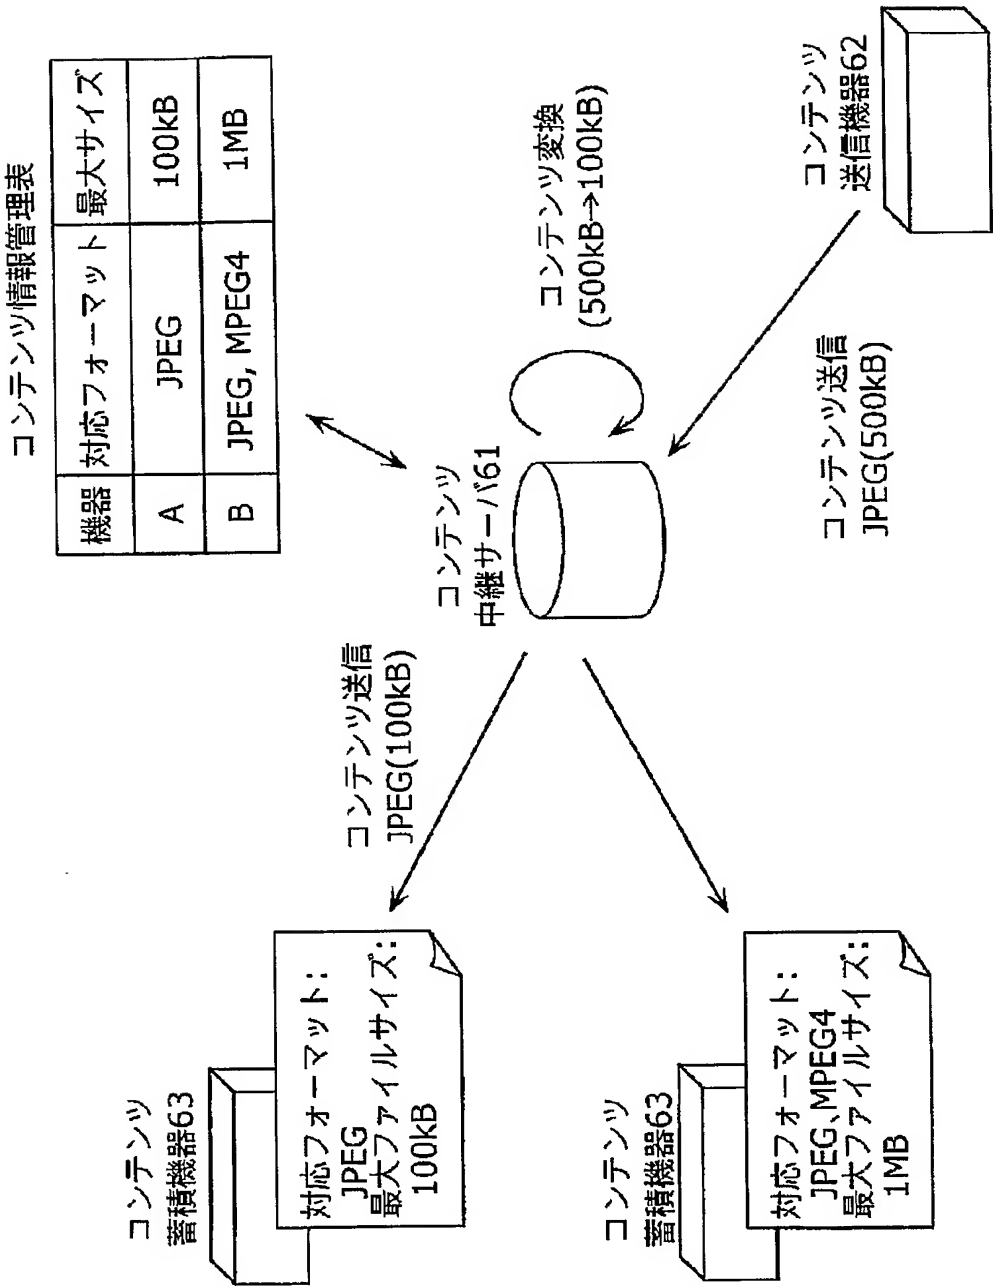 コンテンツ情報管理表
機器 対応フォーマット 最大サイズ
A JPEG 100kB
B JPEG, MPEG4 1MB
コンテンツ
中継サーバ61
コンテンツ変換
(500kB→100kB)
コンテンツ
送信機器62
コンテンツ送信
JPEG(500kB)
コンテンツ送信
JPEG(100kB)
コンテンツ
蓄積機器63
対応フォーマット:
JPEG
最大ファイルサイズ:
100kB
コンテンツ
蓄積機器63
対応フォーマット:
JPEG、MPEG4
最大ファイルサイズ:
1MB